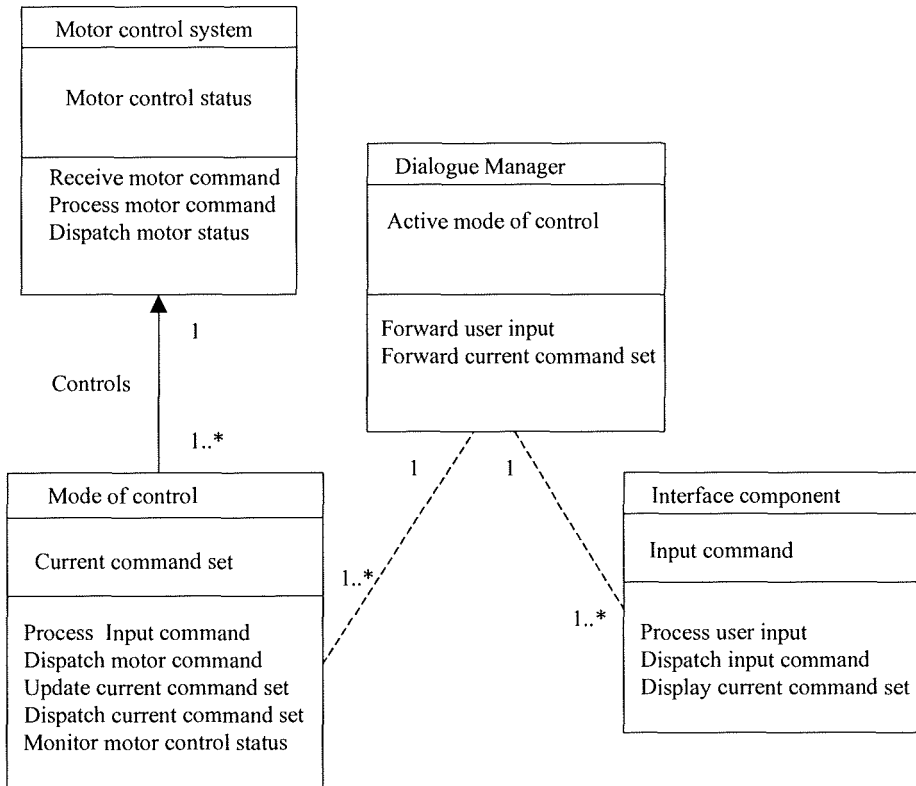 Motor control system
Motor control status
Receive motor command
Process motor command
Dispatch motor status
Dialogue Manager
Active mode of control
Forward user input
Forward current command set
1
Controls
1..*
1
1
Mode of control
Current command set
Process Input command
Dispatch motor command
Update current command set
Dispatch current command set
Monitor motor control status
1..*
1..*
Interface component
Input command
Process user input
Dispatch input command
Display current command set